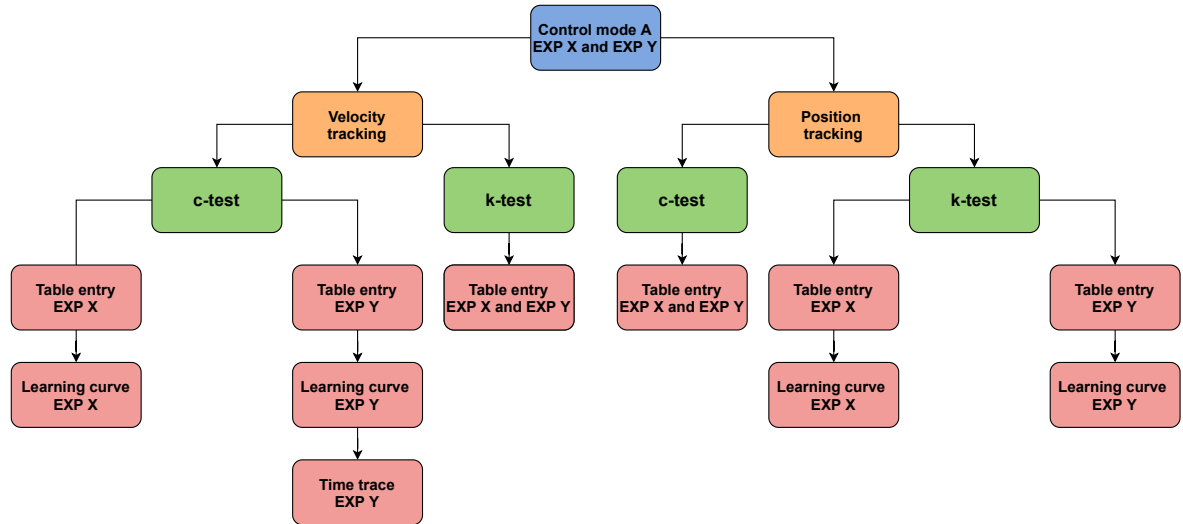 Control mode A
EXP X and EXP Y
Velocity
tracking
Position
tracking
c-test
k-test
c-test
k-test
Table entry
EXP X
Table entry
EXP Y
Table entry
EXP X and EXP Y
Table entry
EXP X and EXP Y
Table entry
EXP X
Table entry
EXP Y
Learning curve
EXP X
Learning curve
EXP Y
Learning curve
EXP X
Learning curve
EXP Y
Time trace
EXP Y